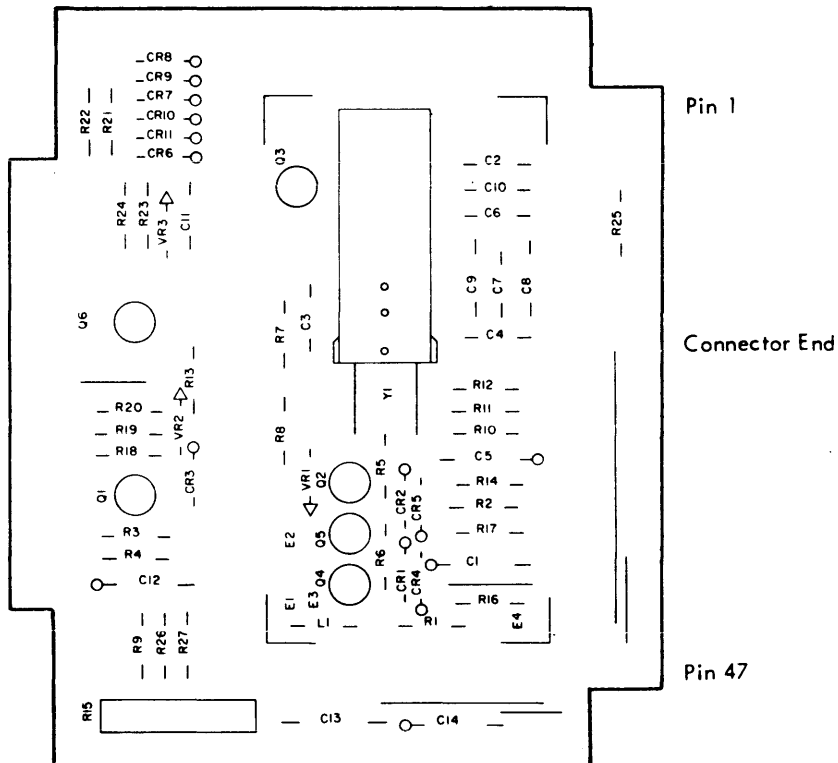 CR8
CR9
CR7
CR10
CR11
CR6
R22
R21
Pin 1
Q3
C2
C10
C6
R24
R23
VR3
C11
R25
C9
C7
C8
Q6
R7
C3
C4
Connector End
R13
R20
R19
R18
VR2
CR3
Y1
R12
R11
R10
R8
C5
Q1
VR1
Q2
R5
CR2
CR5
R14
R2
R17
R3
R4
C12
E2
Q5
R6
C1
E1
E3
Q4
CR1
CR4
R16
E4
L1
R1
R9
R26
R27
Pin 47
R15
C13
C14